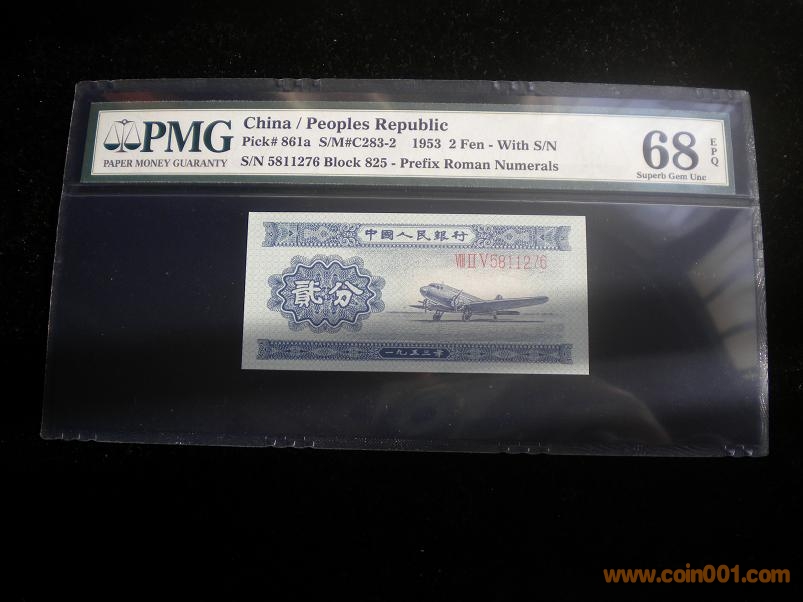 PMG
PAPER MONEY GUARANTY
China / Peoples Republic
Pick# 861a S/M#C283-2 1953 2 Fen - With S/N
S/N 5811276 Block 825 - Prefix Roman Numerals
68
EPQ
Superb Gem Unc
中國人民銀行
VIII II V 5811276
貳分
一九五三年
www.coin001.com